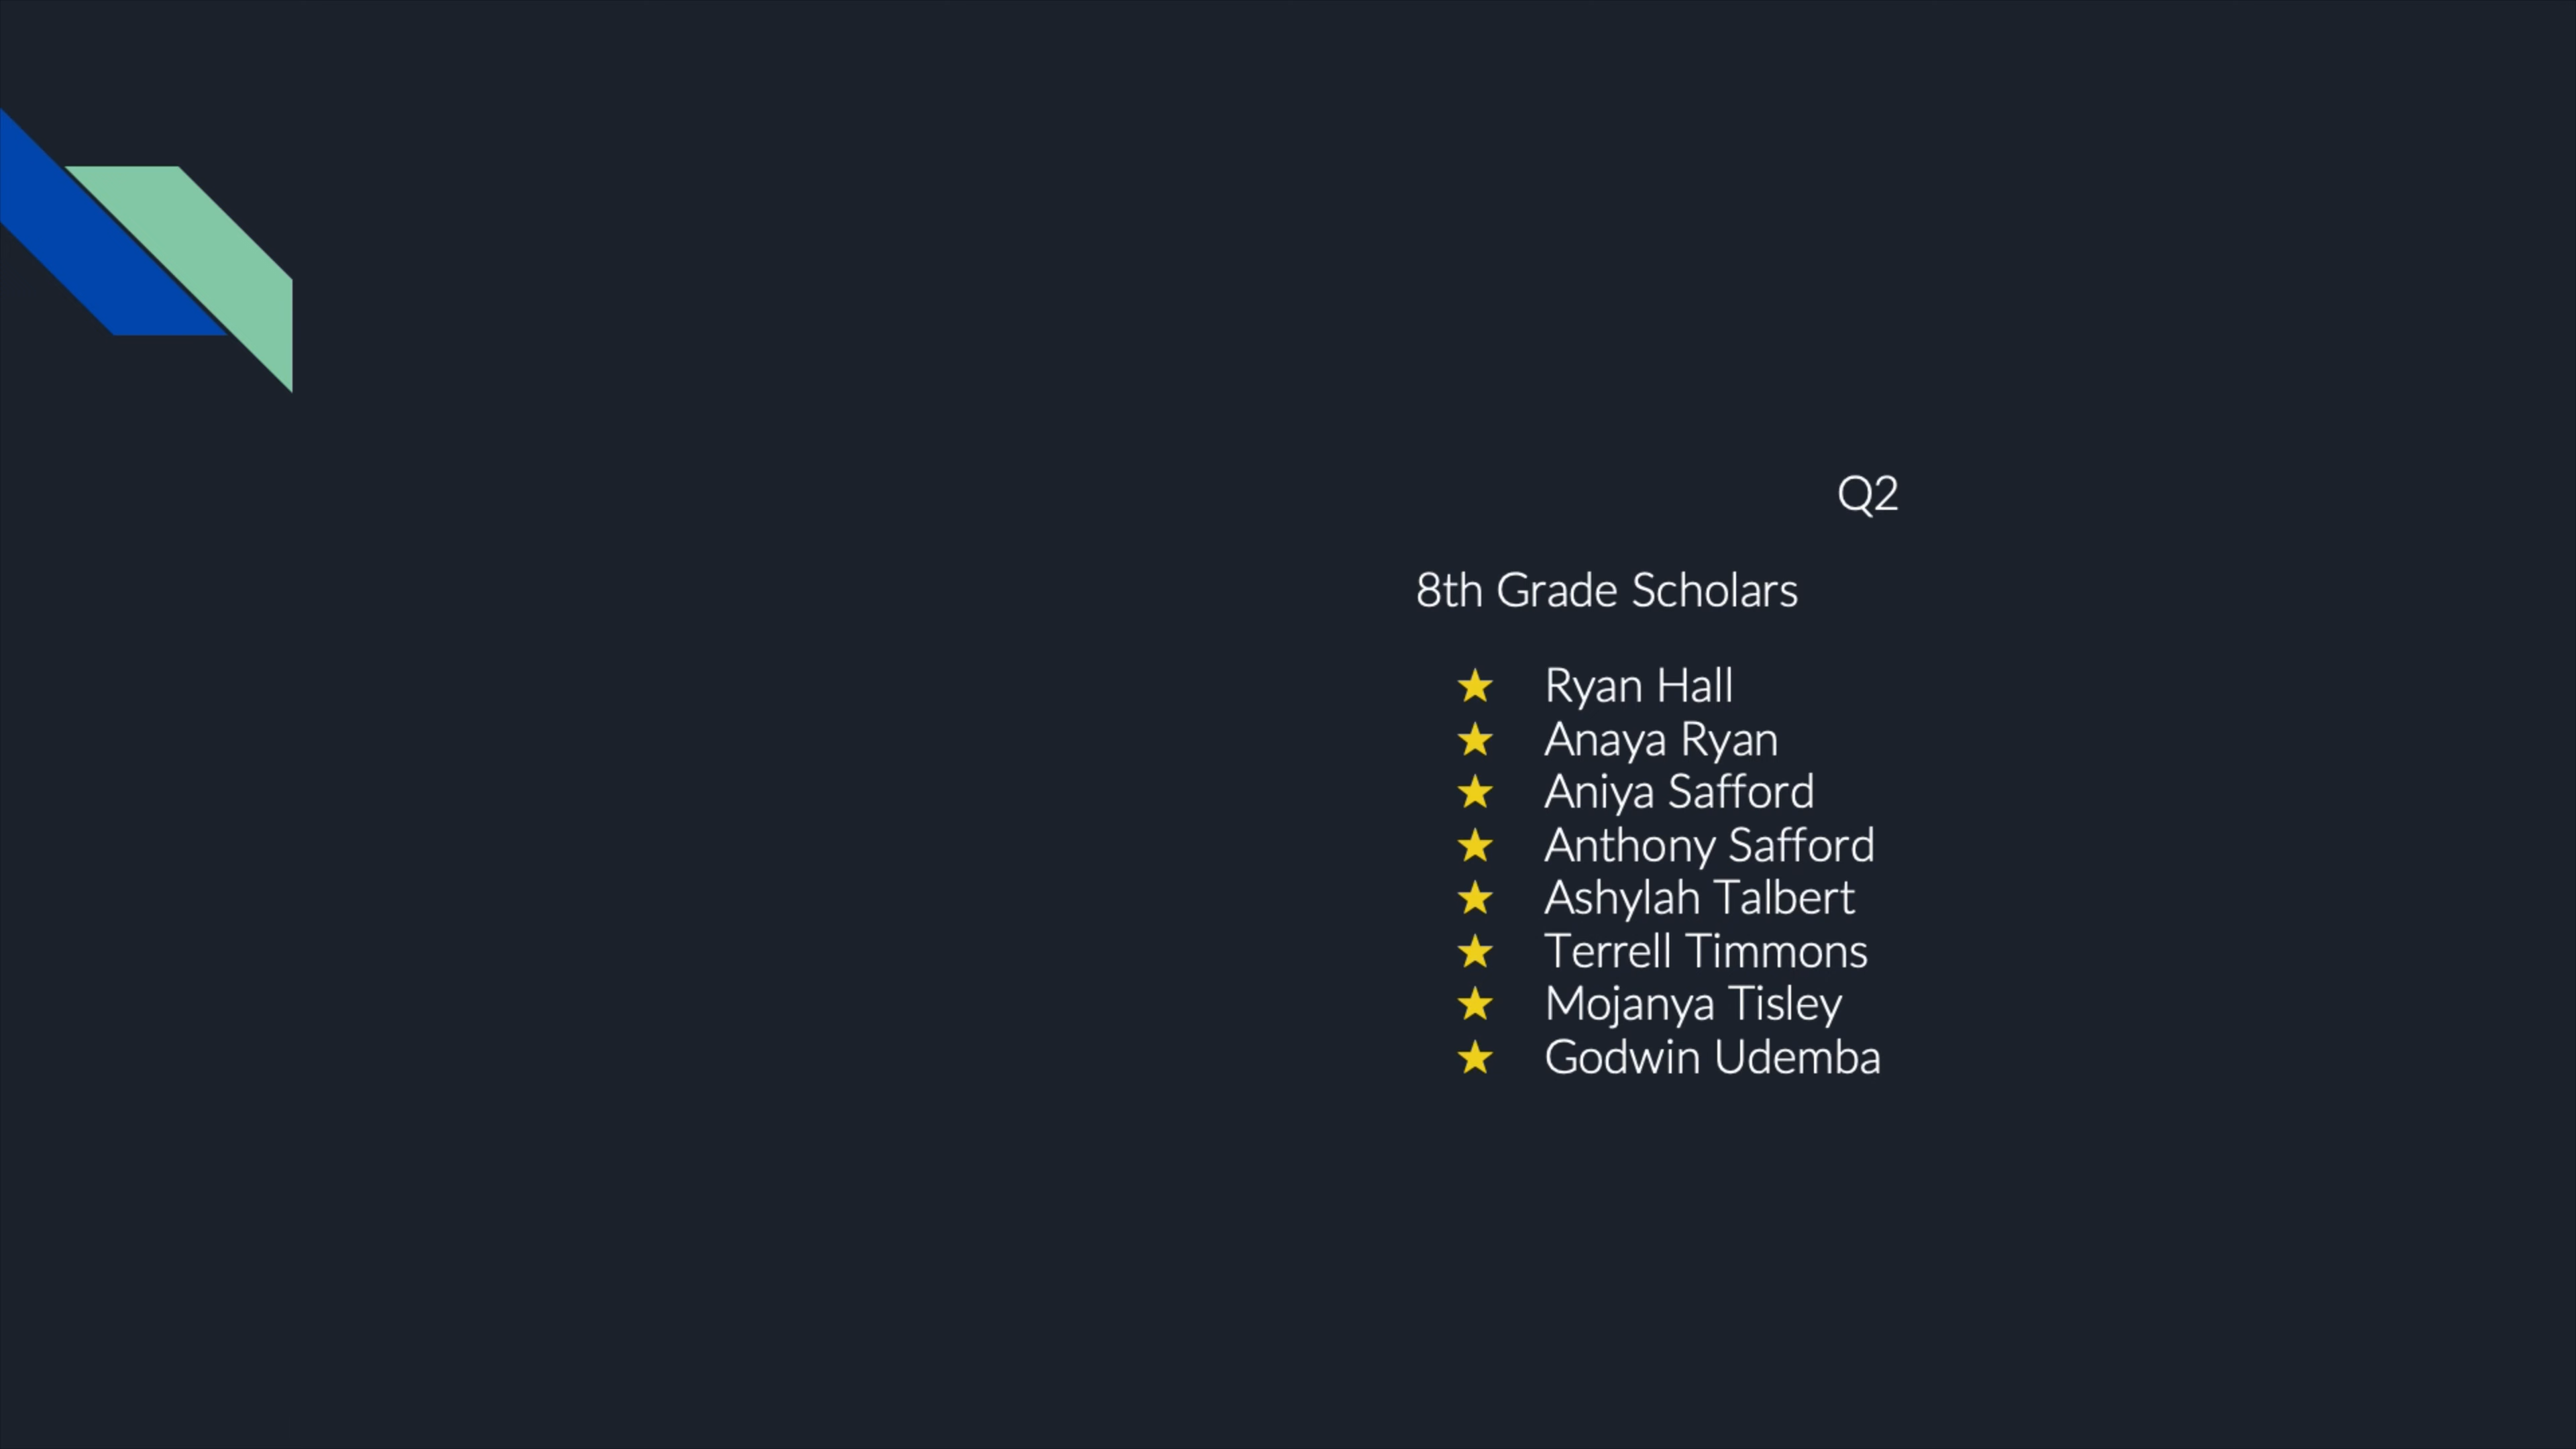 Q2
8th Grade Scholars
★ Ryan Hall
★ Anaya Ryan
★ Aniya Safford
★ Anthony Safford
★ Ashylah Talbert
★ Terrell Timmons
★ Mojanya Tisley
★ Godwin Udemba